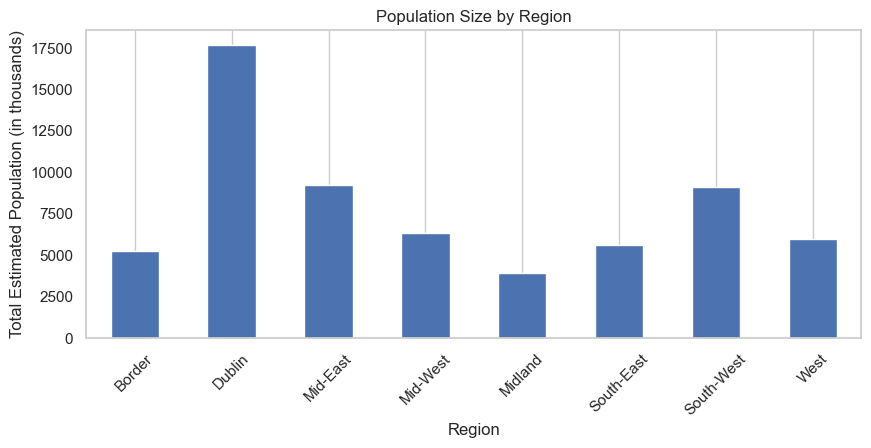 Population Size by Region
Total Estimated Population (in thousands)
17500
15000
12500
10000
7500
5000
2500
0
Border
Dublin
Mid-East
Mid-West
Midland
South-East
South-West
West
Region